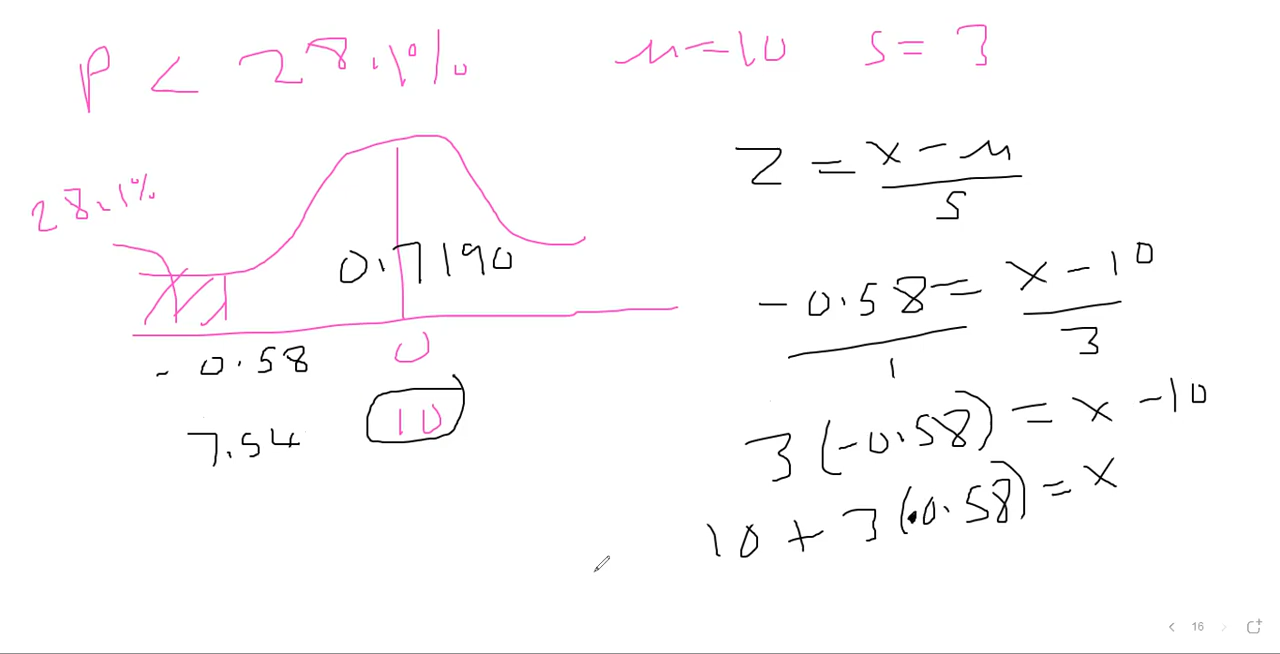 P < 28.1%
μ=10 s=3
28.1%
0.7190
-0.58
0
7.54
10
z = x-μ/s
-0.58/1 = x-10/3
3(-0.58) = x-10
10+3(-0.58) = x
16